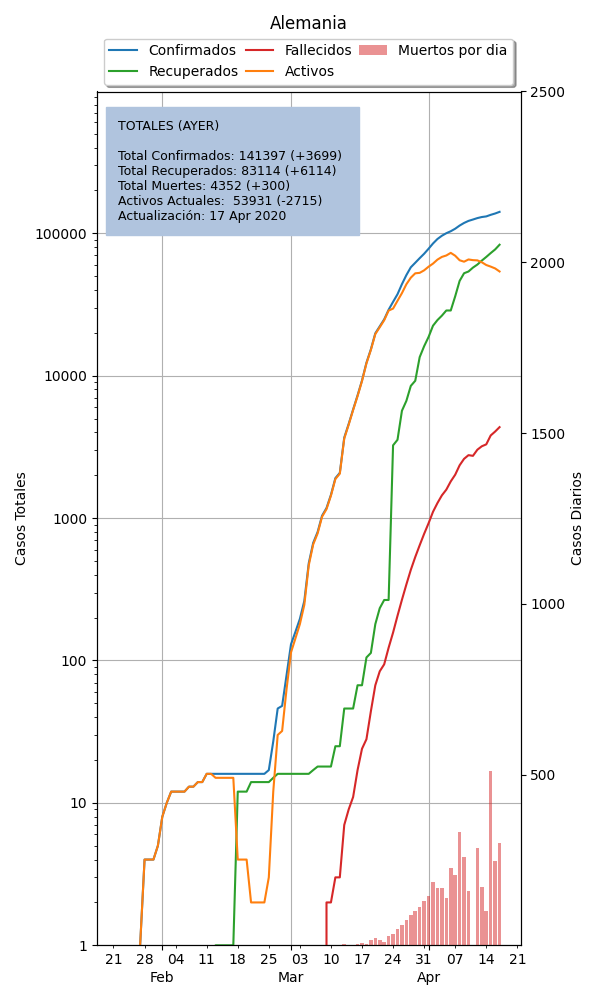 Alemania
Confirmados
Recuperados
Fallecidos
Activos
Muertos por dia
TOTALES (AYER)
Total Confirmados: 141397 (+3699)
Total Recuperados: 83114 (+6114)
Total Muertes: 4352 (+300)
Activos Actuales:  53931 (-2715)
Actualización: 17 Apr 2020
Casos Totales
100000
10000
1000
100
10
1
2500
2000
1500
1000
500
Casos Diarios
21 28 04 11 18 25 03 10 17 24 31 07 14 21
Feb Mar Apr